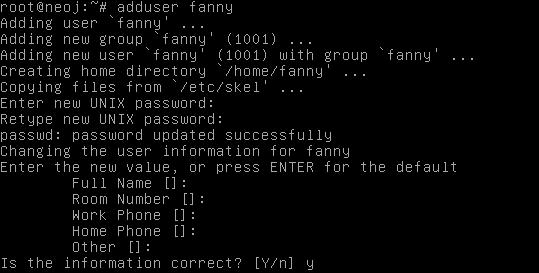 root@neoj:~# adduser fanny
Adding user `fanny' ...
Adding new group `fanny' (1001) ...
Adding new user `fanny' (1001) with group `fanny' ...
Creating home directory `/home/fanny' ...
Copying files from `/etc/skel' ...
Enter new UNIX password:
Retype new UNIX password:
passwd: password updated successfully
Changing the user information for fanny
Enter the new value, or press ENTER for the default
        Full Name []:
        Room Number []:
        Work Phone []:
        Home Phone []:
        Other []:
Is the information correct? [Y/n] y